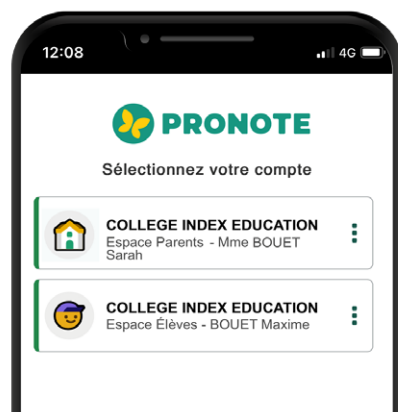 12:08 4G
PRONOTE
Sélectionnez votre compte
COLLEGE INDEX EDUCATION
Espace Parents - Mme BOUET
Sarah
COLLEGE INDEX EDUCATION
Espace Élèves - BOUET Maxime